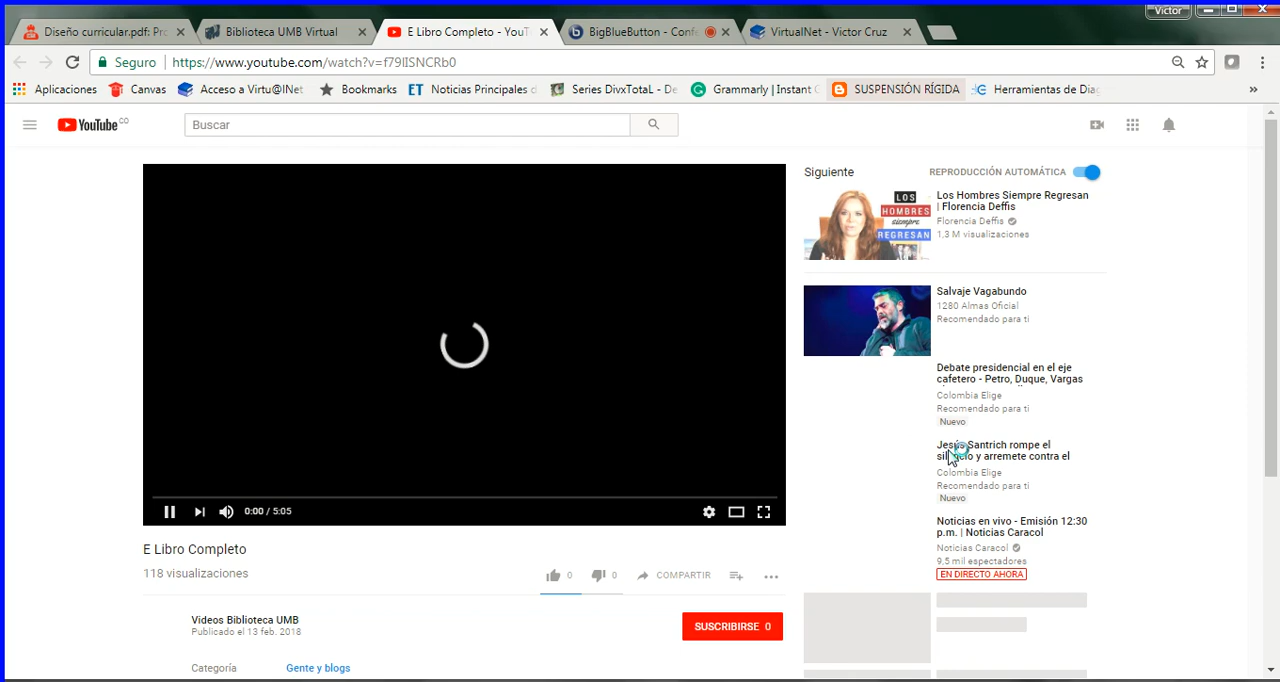 Victor
Diseño curricular.pdf: Pr
Biblioteca UMB Virtual
E Libro Completo - YouT
BigBlueButton - Confe
VirtualNet - Victor Cruz
Seguro
https://www.youtube.com/watch?v=f79IISNCRb0
Aplicaciones
Canvas
Acceso a Virtu@lNet
Bookmarks
ET Noticias Principales d
Series DivxTotaL - De
Grammarly | Instant
SUSPENSIÓN RÍGIDA
Herramientas de Diag
YouTube CO
Buscar
Siguiente
REPRODUCCIÓN AUTOMÁTICA
LOS
HOMBRES
siempre
REGRESAN
Los Hombres Siempre Regresan
| Florencia Deffis
Florencia Deffis
1,3 M visualizaciones
Salvaje Vagabundo
1280 Almas Oficial
Recomendado para ti
Debate presidencial en el eje
cafetero - Petro, Duque, Vargas
Colombia Elige
Recomendado para ti
Nuevo
Jesús Santrich rompe el
silencio y arremete contra el
Colombia Elige
Recomendado para ti
Nuevo
Noticias en vivo - Emisión 12:30
p.m. | Noticias Caracol
Noticias Caracol
9,5 mil espectadores
EN DIRECTO AHORA
0:00 / 5:05
E Libro Completo
118 visualizaciones
0
0
COMPARTIR
Videos Biblioteca UMB
Publicado el 13 feb. 2018
SUSCRIBIRSE 0
Categoría
Gente y blogs